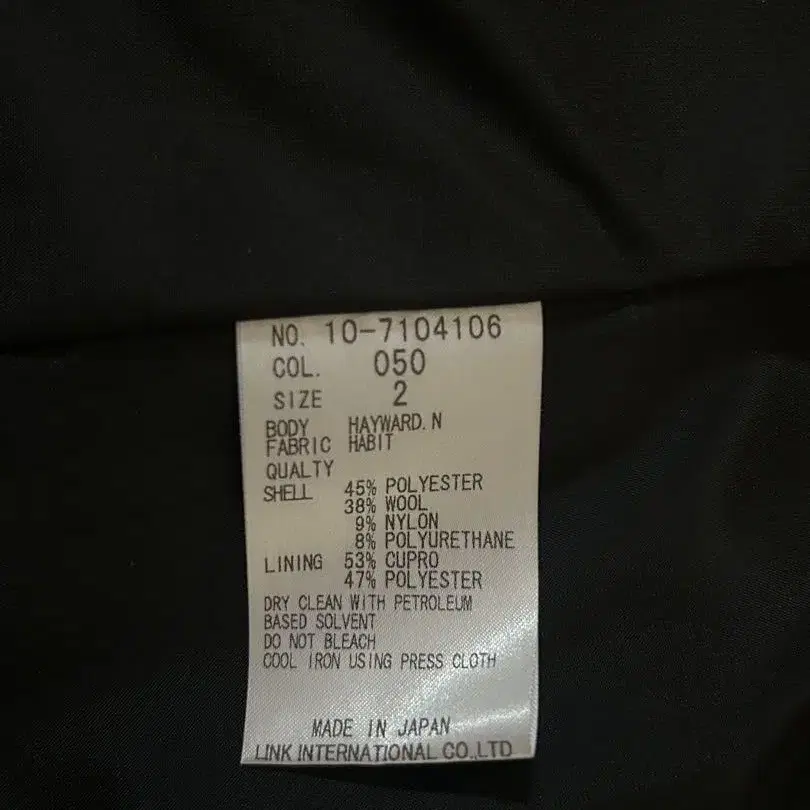 NO. 10-7104106
COL. 050
SIZE 2
BODY HAYWARD.N
FABRIC HABIT
QUALTY
SHELL 45% POLYESTER
38% WOOL
9% NYLON
8% POLYURETHANE
LINING 53% CUPRO
47% POLYESTER
DRY CLEAN WITH PETROLEUM
BASED SOLVENT
DO NOT BLEACH
COOL IRON USING PRESS CLOTH
MADE IN JAPAN
LINK INTERNATIONAL CO.,LTD